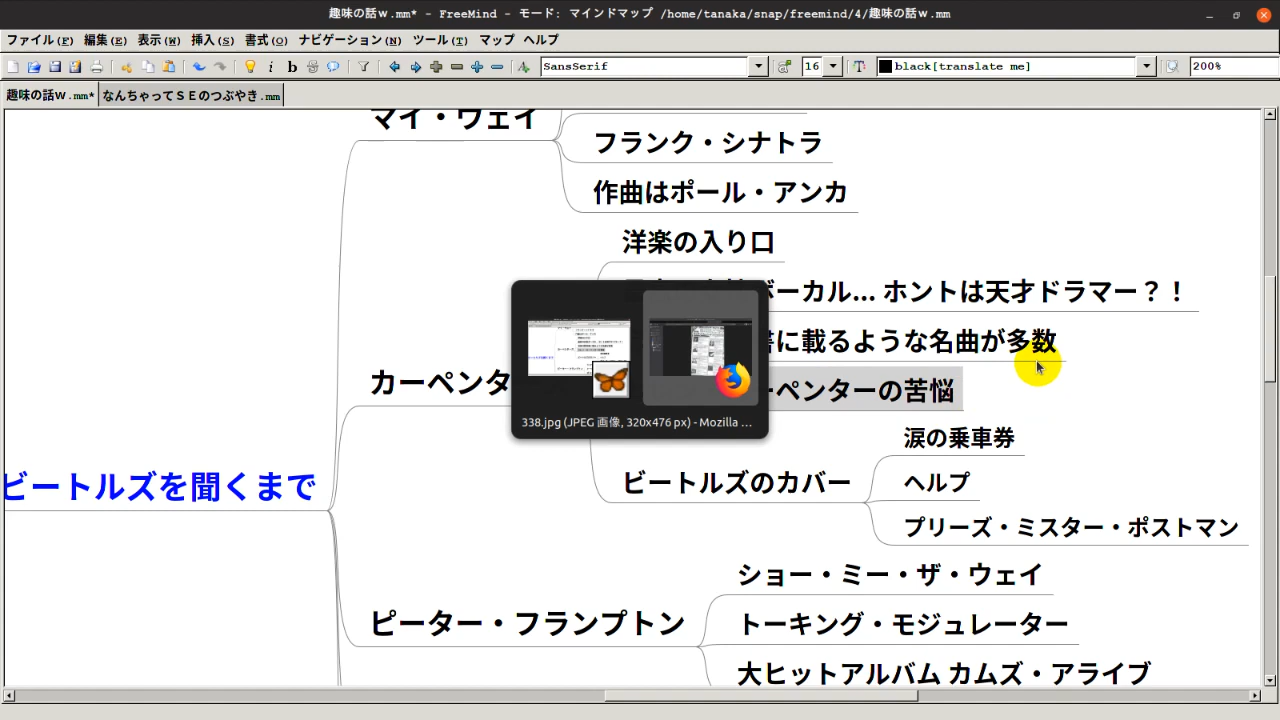 趣味の話ｗ.mm* - FreeMind - モード: マインドマップ /home/tanaka/snap/freemind/4/趣味の話ｗ.mm
ファイル(F) 編集(E) 表示(W) 挿入(S) 書式(O) ナビゲーション(N) ツール(T) マップ ヘルプ
SansSerif 16 black[translate me] 200%
趣味の話ｗ.mm* なんちゃってＳＥのつぶやき.mm
マイ・ウェイ
フランク・シナトラ
作曲はポール・アンカ
カーペンタ
洋楽の入り口
ボーカル... ホントは天才ドラマー？！
に載るような名曲が多数
ーペンターの苦悩
338.jpg (JPEG 画像, 320x476 px) - Mozilla ...
ビートルズのカバー
涙の乗車券
ヘルプ
プリーズ・ミスター・ポストマン
ビートルズを聞くまで
ピーター・フランプトン
ショー・ミー・ザ・ウェイ
トーキング・モジュレーター
大ヒットアルバム カムズ・アライブ